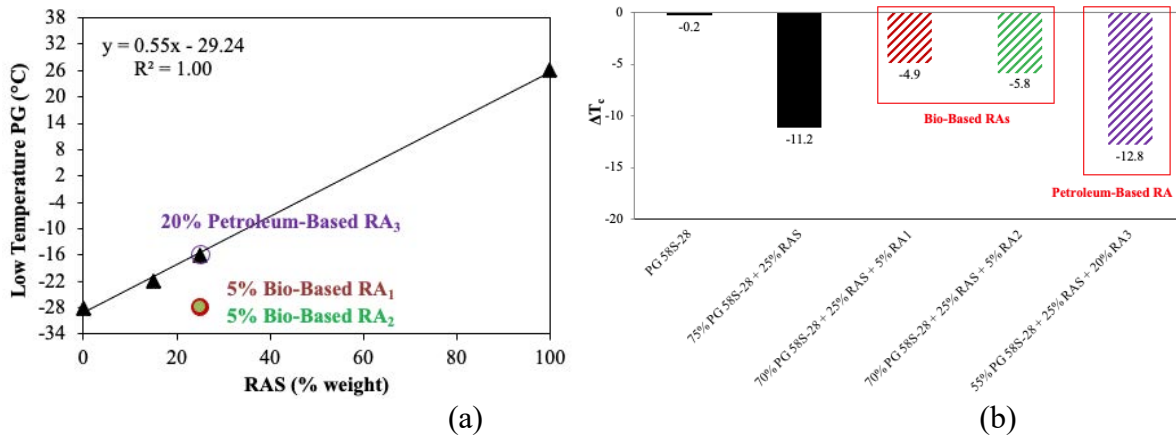 38
32
26
20
14
8
2
-4
-10
-16
-22
-28
-34
Low Temperature PG (°C)
y = 0.55x - 29.24
R² = 1.00
20% Petroleum-Based RA₃
5% Bio-Based RA₁
5% Bio-Based RA₂
0 20 40 60 80 100
RAS (% weight)
(a)
0
-5
-10
-15
-20
ΔTc
-0.2
-11.2
-4.9
-5.8
-12.8
Bio-Based RAs
Petroleum-Based RA
PG 58S-28
75% PG 58S-28 + 25% RAS
70% PG 58S-28 + 25% RAS + 5% RA1
70% PG 58S-28 + 25% RAS + 5% RA2
55% PG 58S-28 + 25% RAS + 20% RA3
(b)